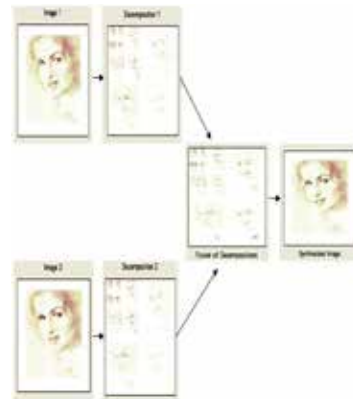 Image 1
Decomposition 1
Fusion of Decompositions
Synthesized Image
Image 2
Decomposition 2